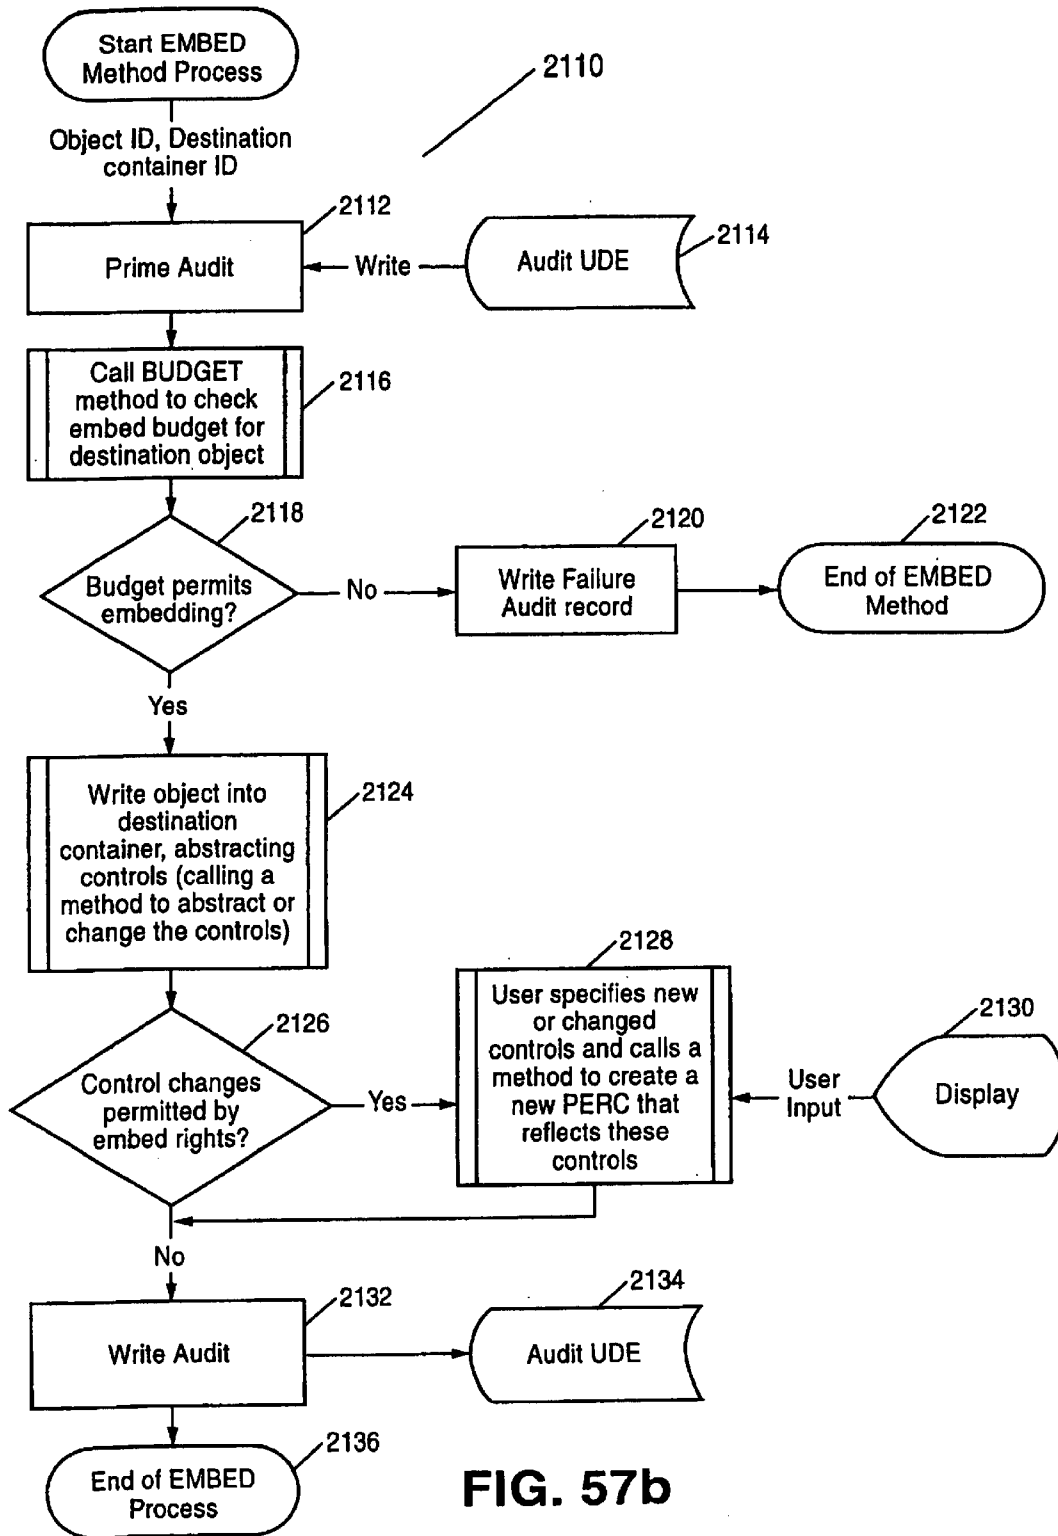 Start EMBED
Method Process
2110
Object ID, Destination
container ID
2112
Prime Audit
Write
Audit UDE
2114
Call BUDGET
method to check
embed budget for
destination object
2116
2118
Budget permits
embedding?
No
2120
Write Failure
Audit record
2122
End of EMBED
Method
Yes
Write object into
destination
container, abstracting
controls (calling a
method to abstract or
change the controls)
2124
2126
Control changes
permitted by
embed rights?
Yes
2128
User specifies new
or changed
controls and calls a
method to create a
new PERC that
reflects these
controls
User
Input
2130
Display
No
2132
Write Audit
2134
Audit UDE
2136
End of EMBED
Process
FIG. 57b